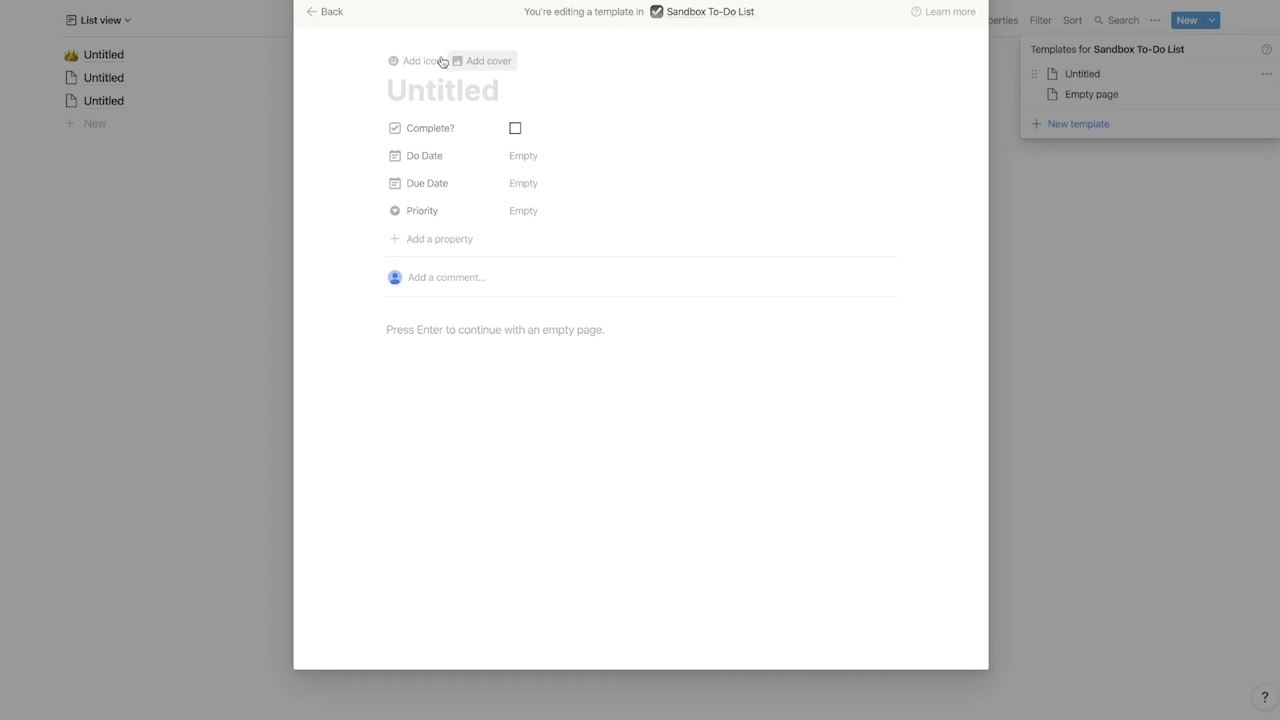 List view
Untitled
Untitled
Untitled
New
Back
You're editing a template in Sandbox To-Do List
Learn more
Add icon Add cover
Untitled
Complete?
Do Date Empty
Due Date Empty
Priority Empty
Add a property
Add a comment...
Press Enter to continue with an empty page.
Filter Sort Search New
Templates for Sandbox To-Do List
Untitled
Empty page
New template
?